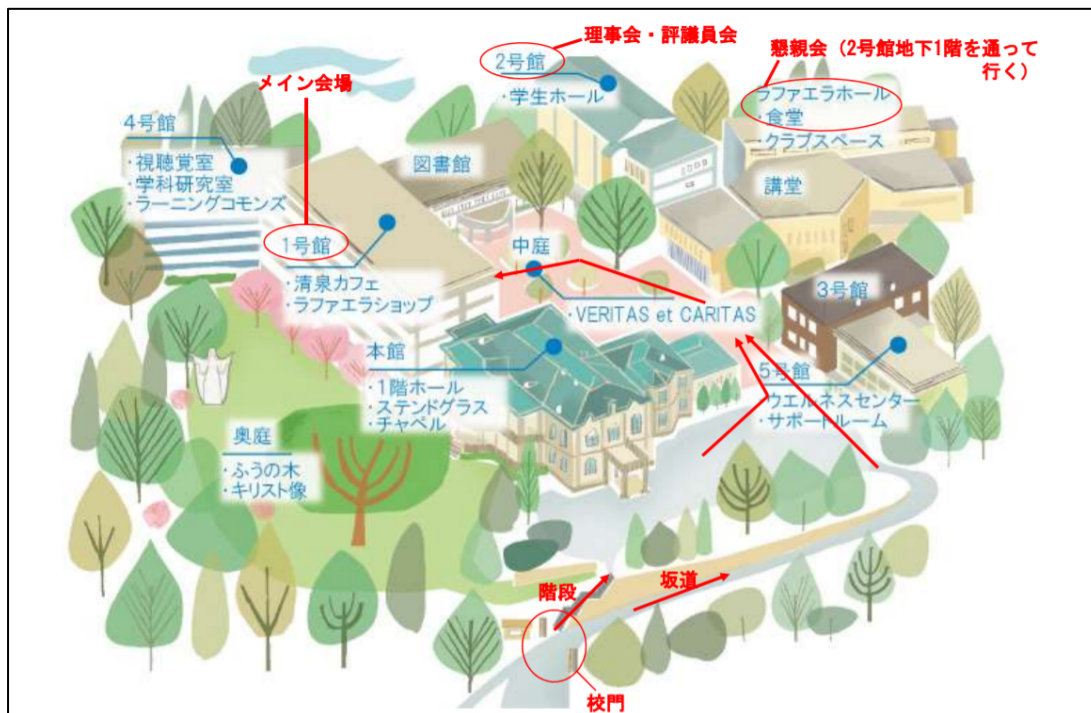 理事会・評議員会
懇親会（2号館地下1階を通って
行く）
メイン会場
2号館
・学生ホール
ラファエラホール
・食堂
・クラブスペース
4号館
・視聴覚室
・学科研究室
・ラーニングコモンズ
図書館
講堂
1号館
・清泉カフェ
・ラファエラショップ
中庭
・VERITAS et CARITAS
3号館
本館
・1階ホール
・ステンドグラス
・チャペル
5号館
・ウエルネスセンター
・サポートルーム
奥庭
・ふうの木
・キリスト像
階段
坂道
校門